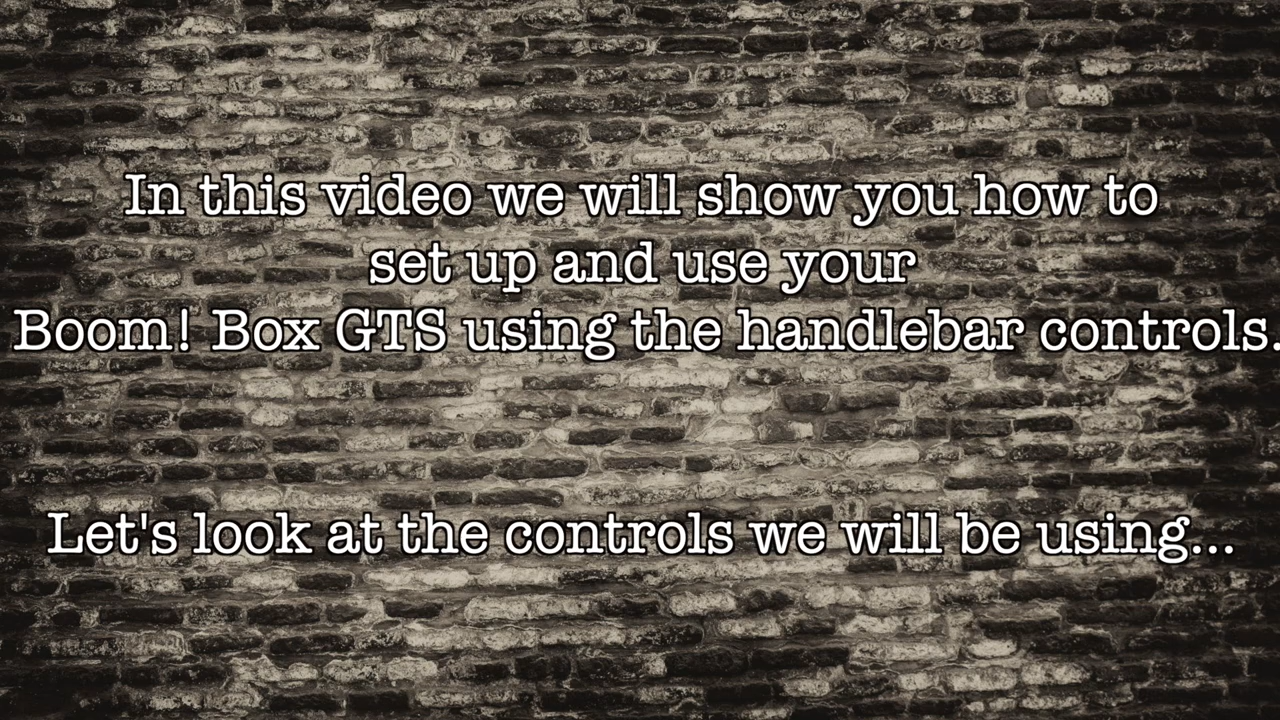 In this video we will show you how to
set up and use your
Boom! Box GTS using the handlebar controls.
Let's look at the controls we will be using...